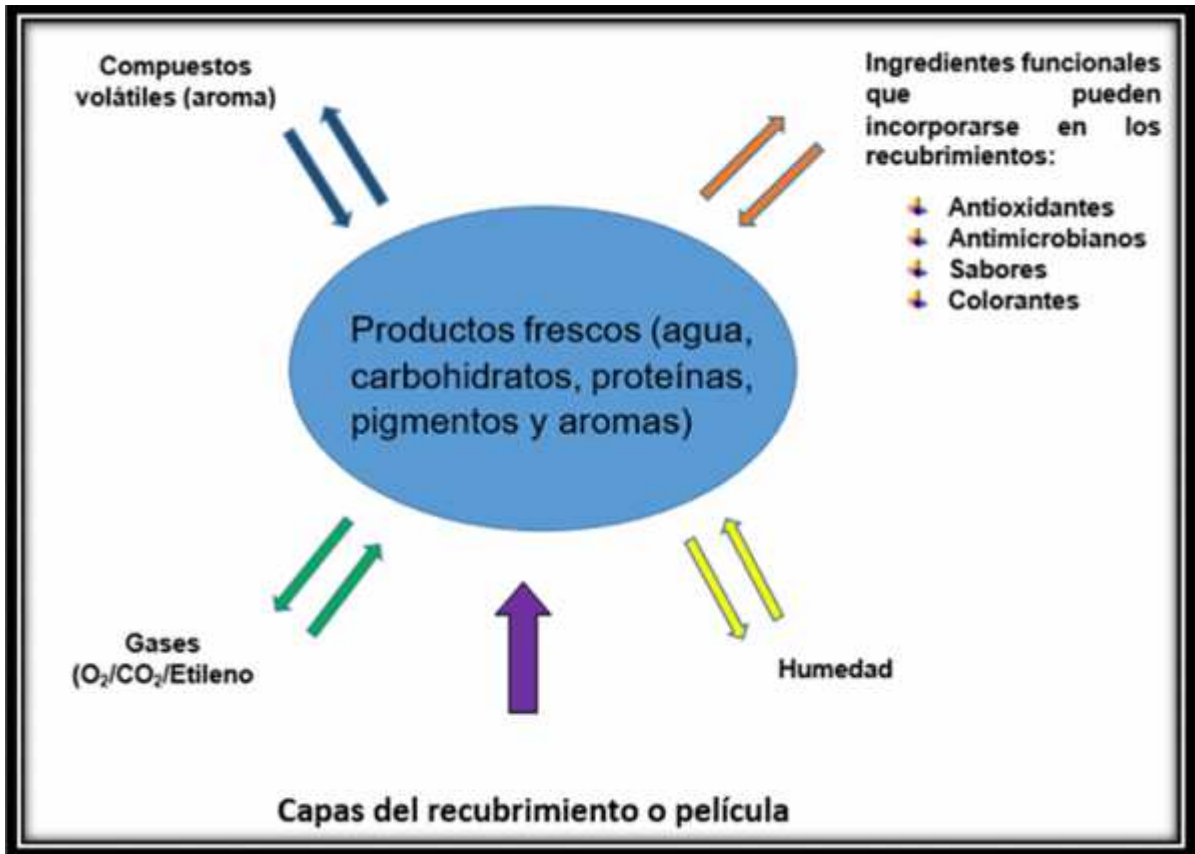 Compuestos
volátiles (aroma)
Ingredientes funcionales
que pueden
incorporarse en los
recubrimientos:
Antioxidantes
Antimicrobianos
Sabores
Colorantes
Productos frescos (agua,
carbohidratos, proteínas,
pigmentos y aromas)
Gases
(O₂/CO₂/Etileno
Humedad
Capas del recubrimiento o película